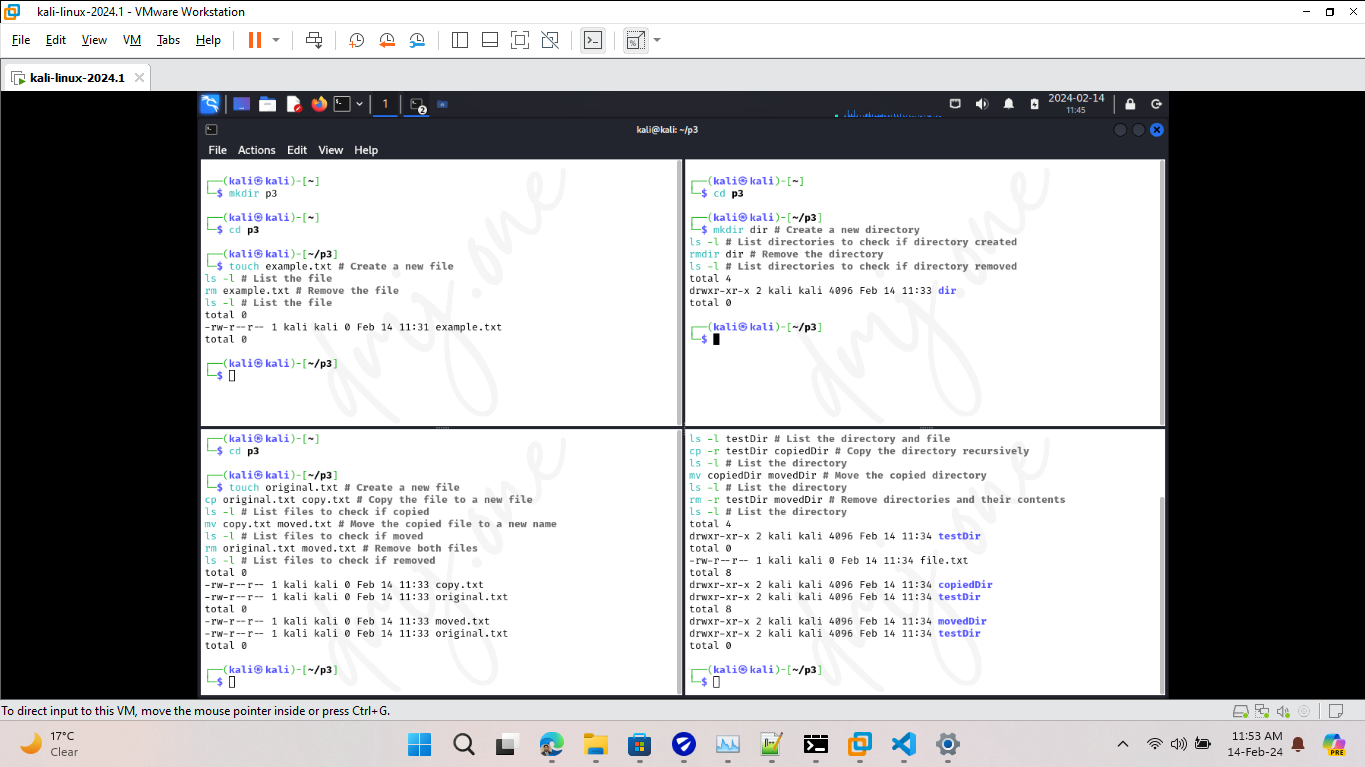 kali-linux-2024.1 - VMware Workstation
File Edit View VM Tabs Help
kali-linux-2024.1
1 2 2024-02-14
11:45
kali@kali: ~/p3
File Actions Edit View Help
┌──(kali㉿kali)-[~]
└─$ mkdir p3
┌──(kali㉿kali)-[~]
└─$ cd p3
┌──(kali㉿kali)-[~/p3]
└─$ touch example.txt # Create a new file
ls -l # List the file
rm example.txt # Remove the file
ls -l # List the file
total 0
-rw-r--r-- 1 kali kali 0 Feb 14 11:31 example.txt
total 0
┌──(kali㉿kali)-[~/p3]
└─$
dmj.one
┌──(kali㉿kali)-[~]
└─$ cd p3
┌──(kali㉿kali)-[~/p3]
└─$ mkdir dir # Create a new directory
ls -l # List directories to check if directory created
rmdir dir # Remove the directory
ls -l # List directories to check if directory removed
total 4
drwxr-xr-x 2 kali kali 4096 Feb 14 11:33 dir
total 0
┌──(kali㉿kali)-[~/p3]
└─$
dmj.one
┌──(kali㉿kali)-[~]
└─$ cd p3
┌──(kali㉿kali)-[~/p3]
└─$ touch original.txt # Create a new file
cp original.txt copy.txt # Copy the file to a new file
ls -l # List files to check if copied
mv copy.txt moved.txt # Move the copied file to a new name
ls -l # List files to check if moved
rm original.txt moved.txt # Remove both files
ls -l # List files to check if removed
total 0
-rw-r--r-- 1 kali kali 0 Feb 14 11:33 copy.txt
-rw-r--r-- 1 kali kali 0 Feb 14 11:33 original.txt
total 0
-rw-r--r-- 1 kali kali 0 Feb 14 11:33 moved.txt
-rw-r--r-- 1 kali kali 0 Feb 14 11:33 original.txt
total 0
┌──(kali㉿kali)-[~/p3]
└─$
dmj.one
ls -l testDir # List the directory and file
cp -r testDir copiedDir # Copy the directory recursively
ls -l # List the directory
mv copiedDir movedDir # Move the copied directory
ls -l # List the directory
rm -r testDir movedDir # Remove directories and their contents
ls -l # List the directory
total 4
drwxr-xr-x 2 kali kali 4096 Feb 14 11:34 testDir
total 0
-rw-r--r-- 1 kali kali 0 Feb 14 11:34 file.txt
total 8
drwxr-xr-x 2 kali kali 4096 Feb 14 11:34 copiedDir
drwxr-xr-x 2 kali kali 4096 Feb 14 11:34 testDir
total 8
drwxr-xr-x 2 kali kali 4096 Feb 14 11:34 movedDir
drwxr-xr-x 2 kali kali 4096 Feb 14 11:34 testDir
total 0
┌──(kali㉿kali)-[~/p3]
└─$
dmj.one
To direct input to this VM, move the mouse pointer inside or press Ctrl+G.
17°C
Clear
11:53 AM
14-Feb-24
PRE